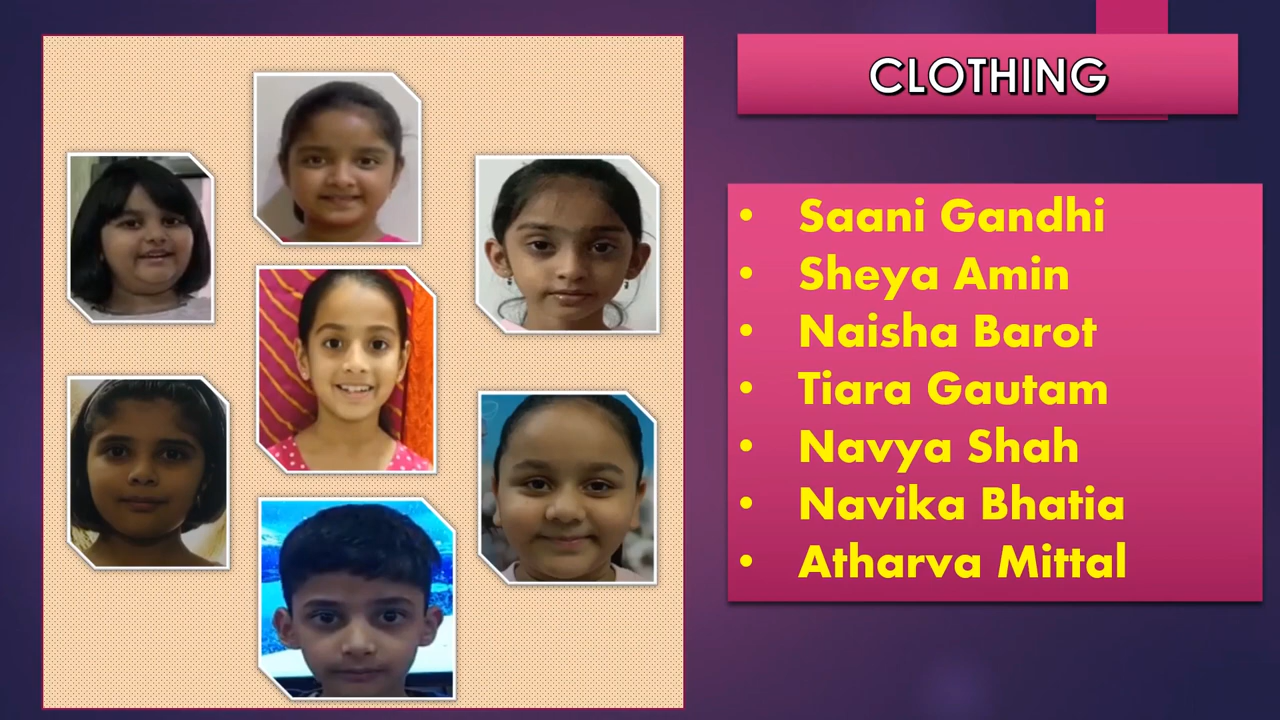 CLOTHING
• Saani Gandhi
• Sheya Amin
• Naisha Barot
• Tiara Gautam
• Navya Shah
• Navika Bhatia
• Atharva Mittal